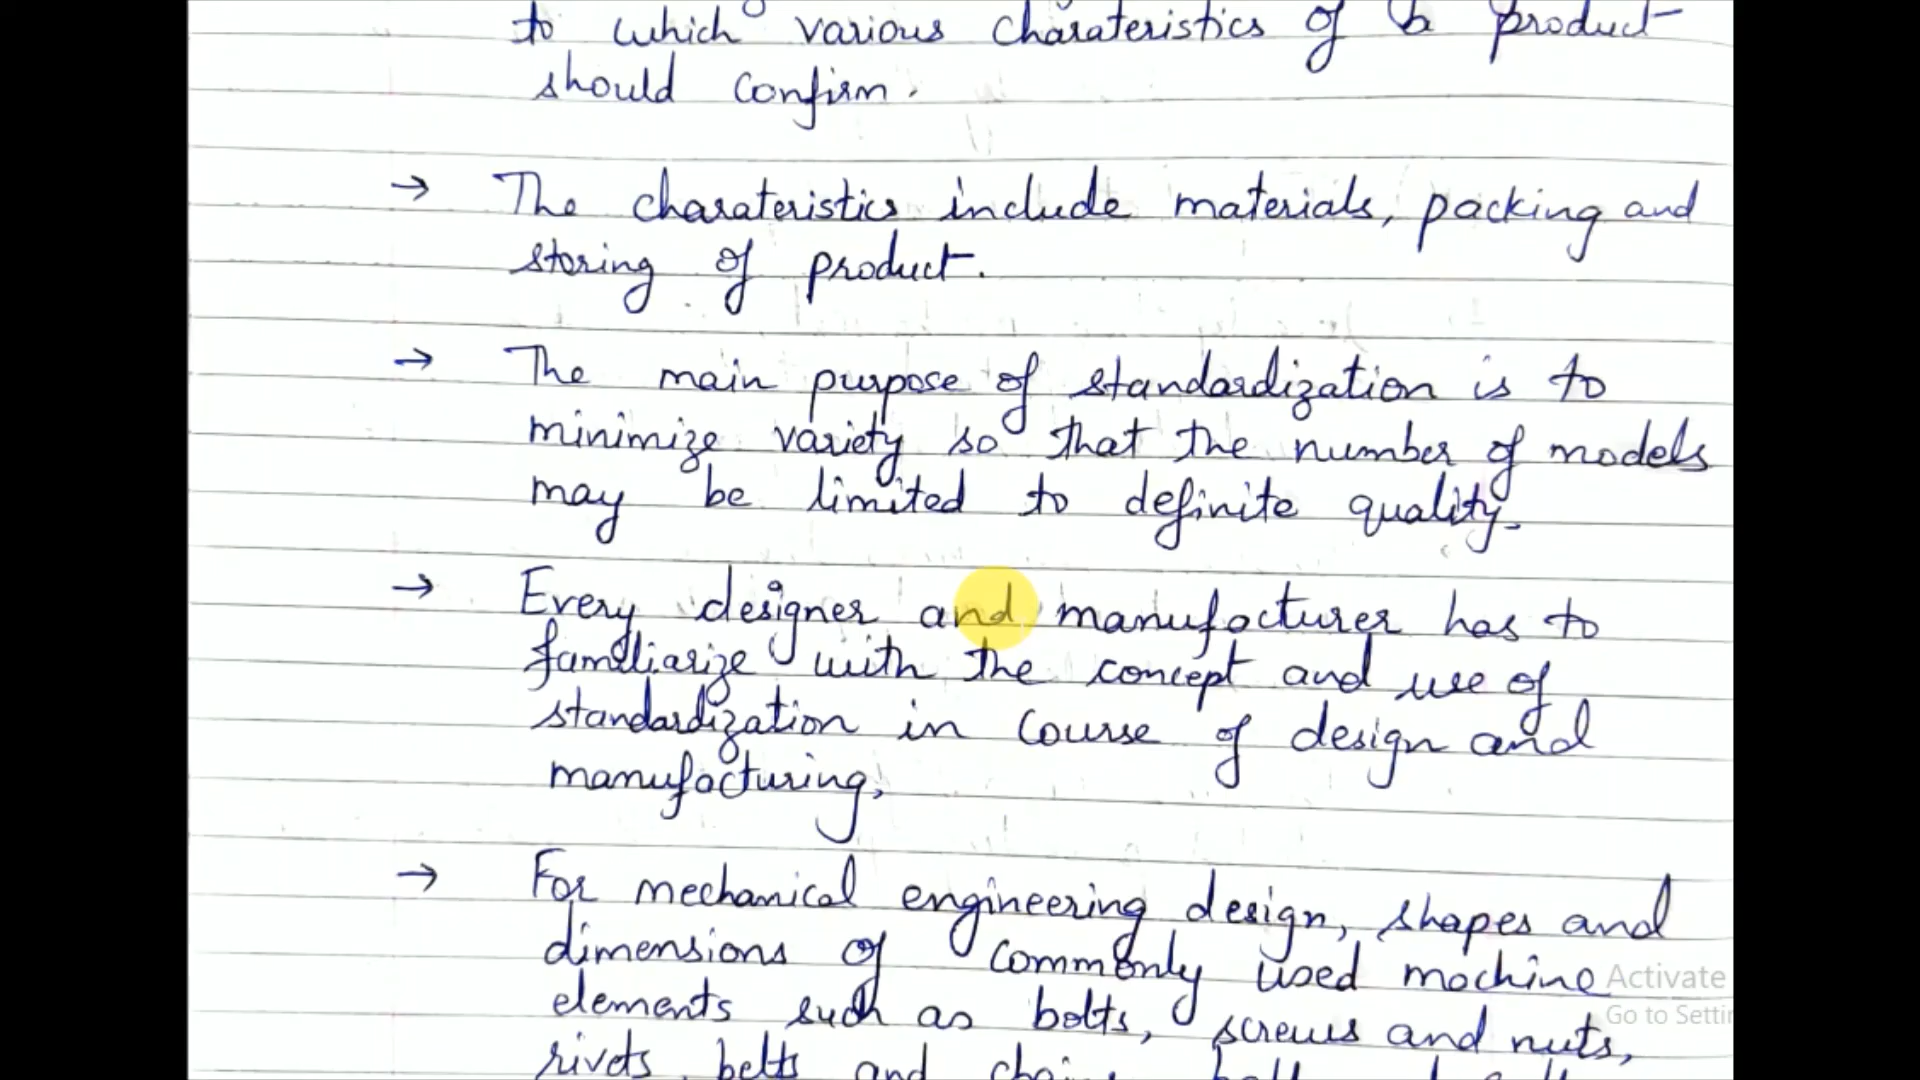 to which various charateristics of a product
should confirm.
→ The charateristics include materials, packing and
storing of product.
→ The main purpose of standardization is to
minimize variety so that the number of models
may be limited to definite quality.
→ Every designer and manufacturer has to
familiarize with the concept and use of
standardization in course of design and
manufacturing.
→ For mechanical engineering design, shapes and
dimensions of commonly used machine
elements such as bolts, screws and nuts,
rivets, belts and
Activate
Go to Settin